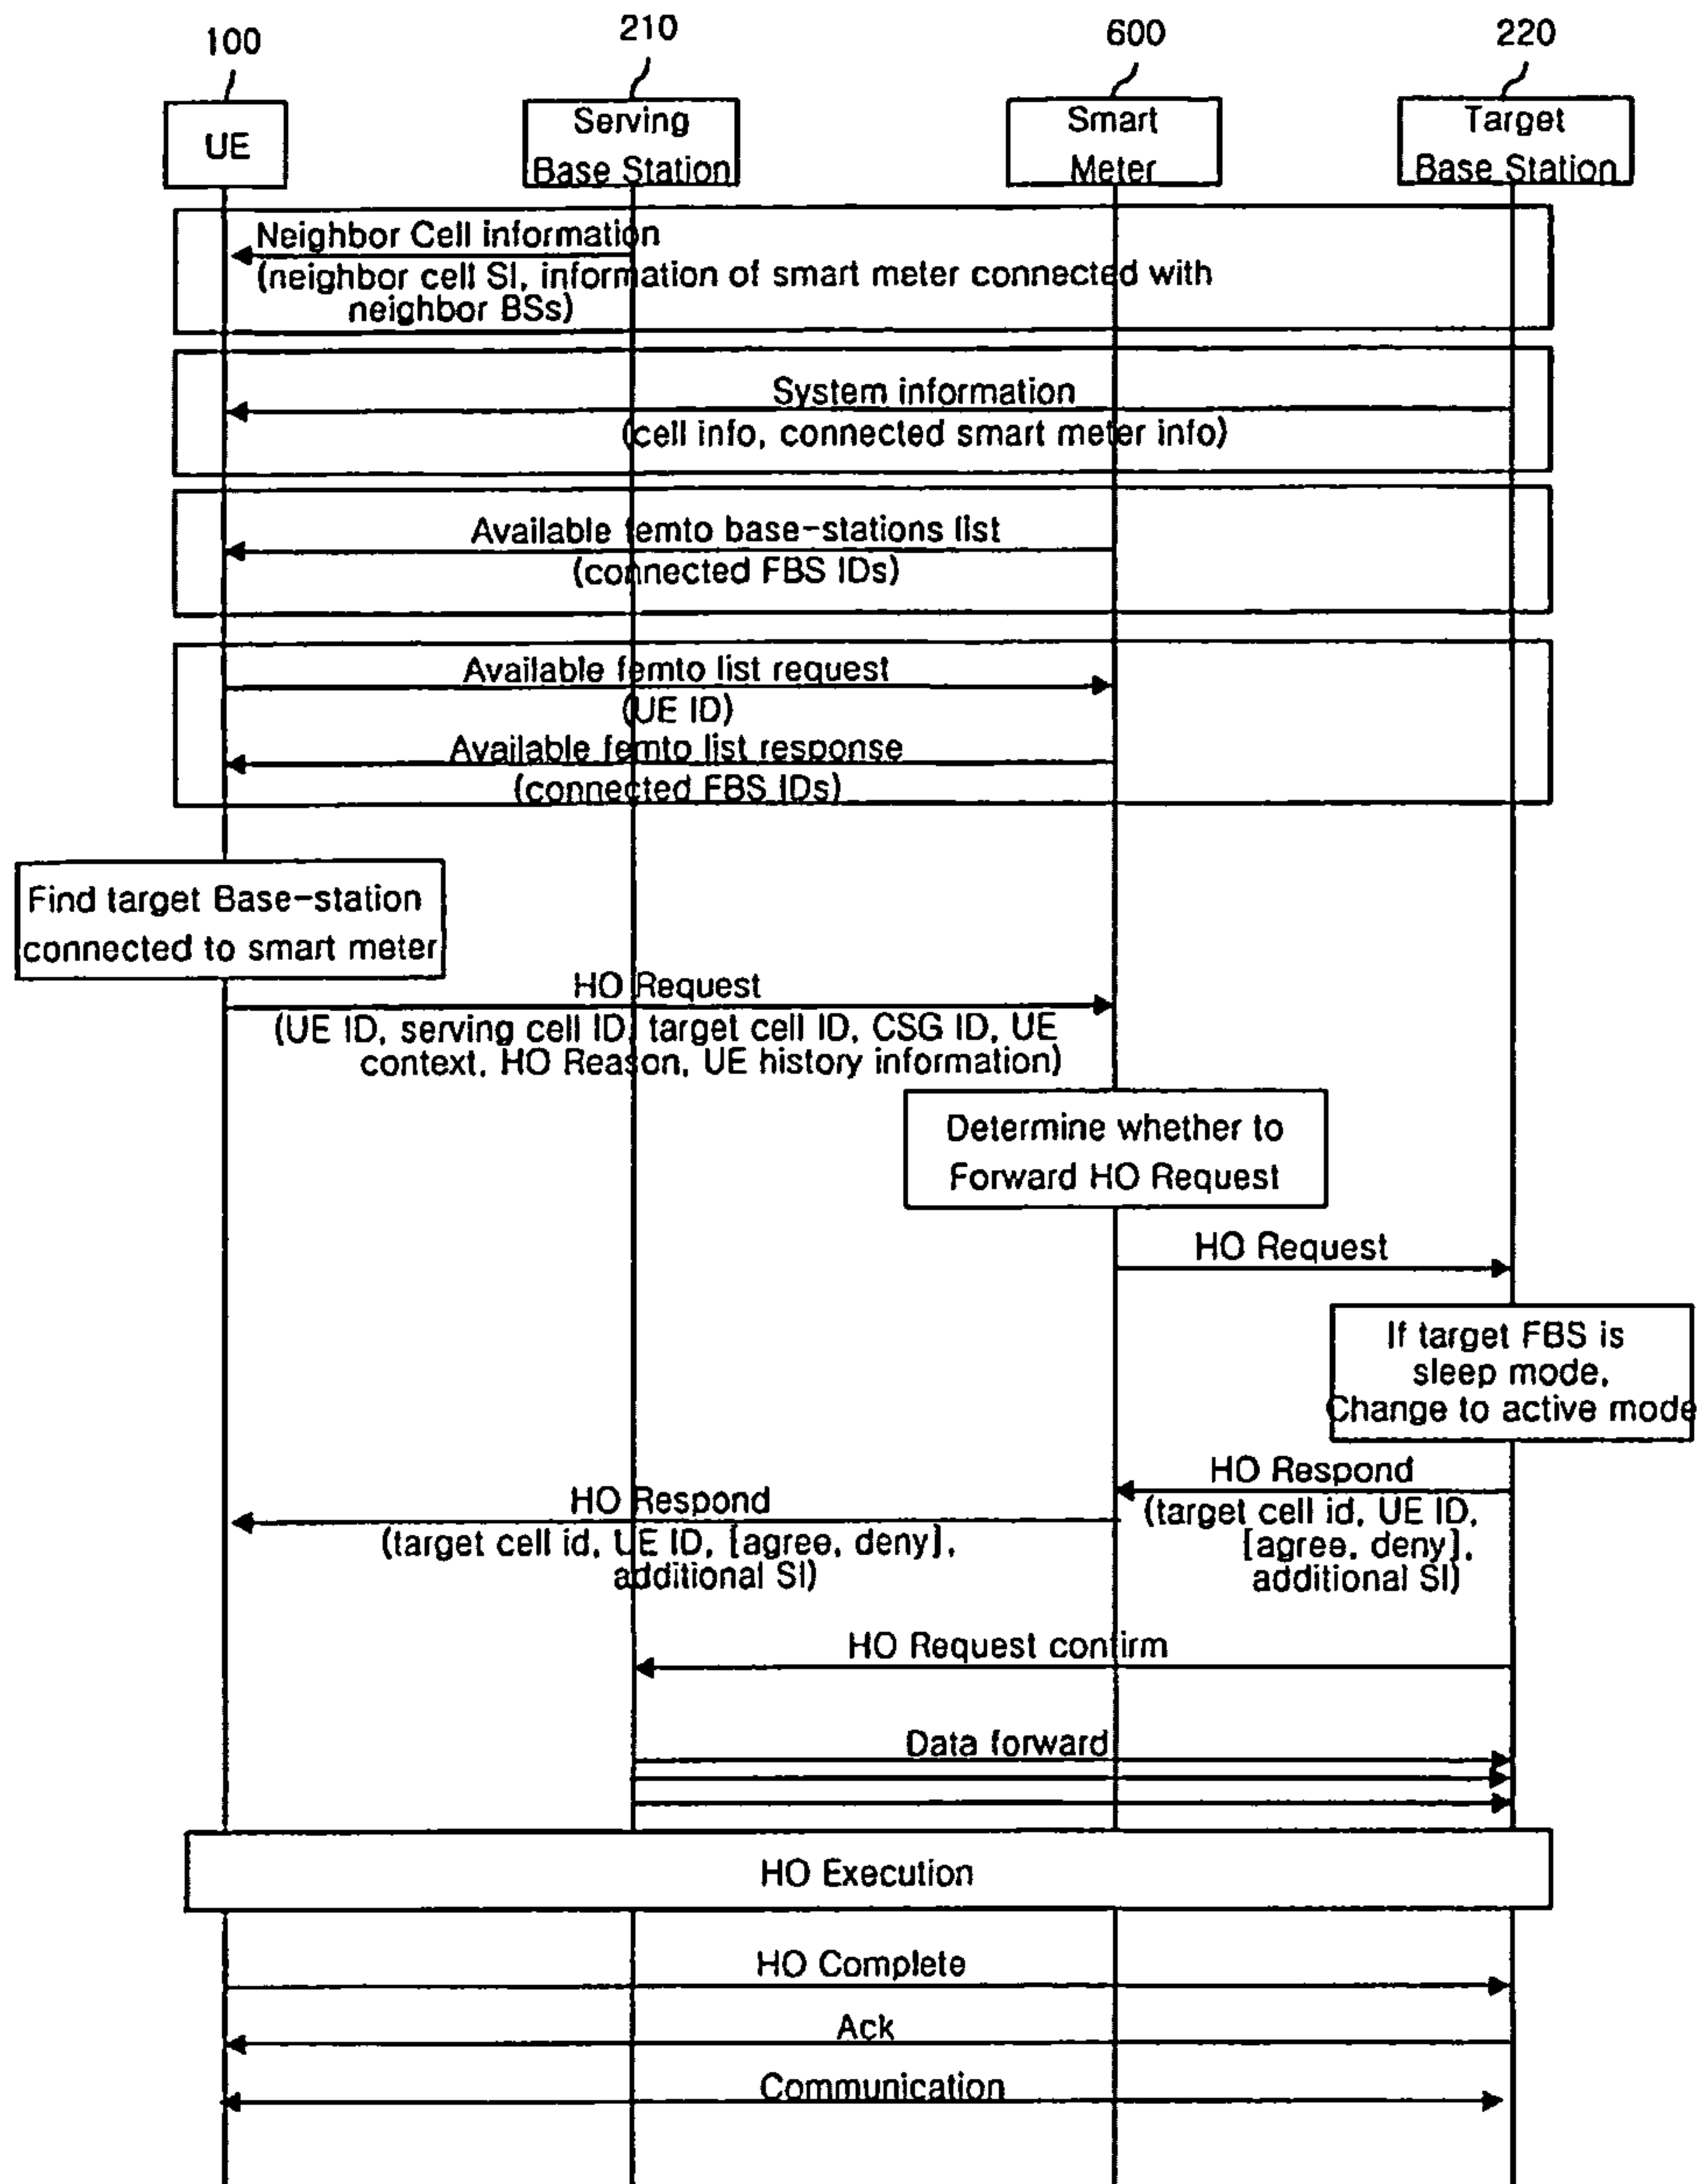 100
210
600
220
UE
Serving
Base Station
Smart
Meter
Target
Base Station
Neighbor Cell information
(neighbor cell SI, information of smart meter connected with
neighbor BSs)
System information
(cell info, connected smart meter info)
Available femto base-stations list
(connected FBS IDs)
Available femto list request
(UE ID)
Available femto list response
(connected FBS IDs)
Find target Base-station
connected to smart meter
HO Request
(UE ID, serving cell ID, target cell ID, CSG ID, UE
context, HO Reason, UE history information)
Determine whether to
Forward HO Request
HO Request
If target FBS is
sleep mode,
Change to active mode
HO Respond
(target cell id, UE ID,
[agree, deny],
additional SI)
HO Respond
(target cell id, UE ID, [agree, deny],
additional SI)
HO Request confirm
Data forward
HO Execution
HO Complete
Ack
Communication